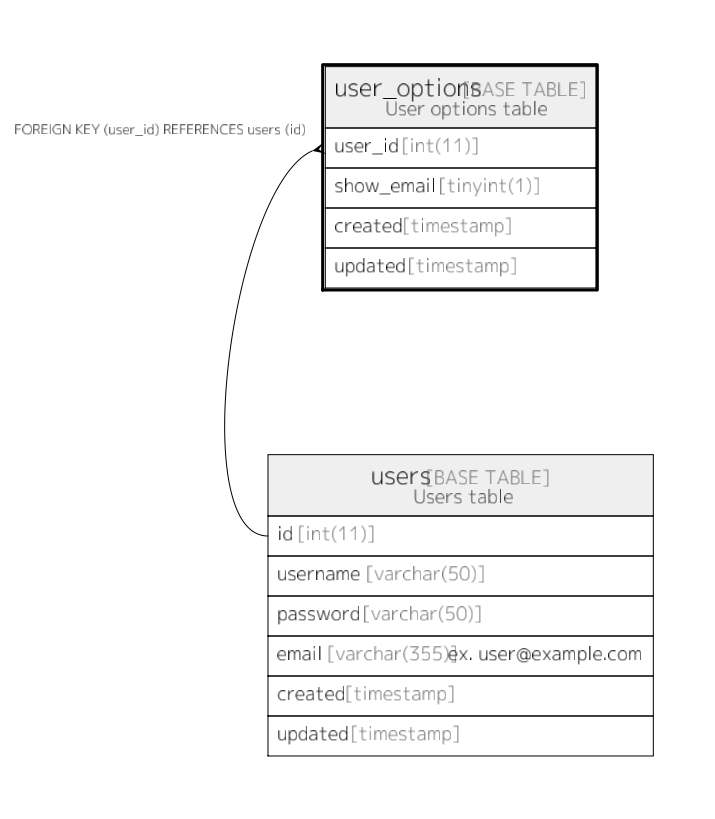 user_options [BASE TABLE]
User options table
FOREIGN KEY (user_id) REFERENCES users (id)
user_id [int(11)]
show_email [tinyint(1)]
created [timestamp]
updated [timestamp]
users [BASE TABLE]
Users table
id [int(11)]
username [varchar(50)]
password [varchar(50)]
email [varchar(355)] ex. user@example.com
created [timestamp]
updated [timestamp]